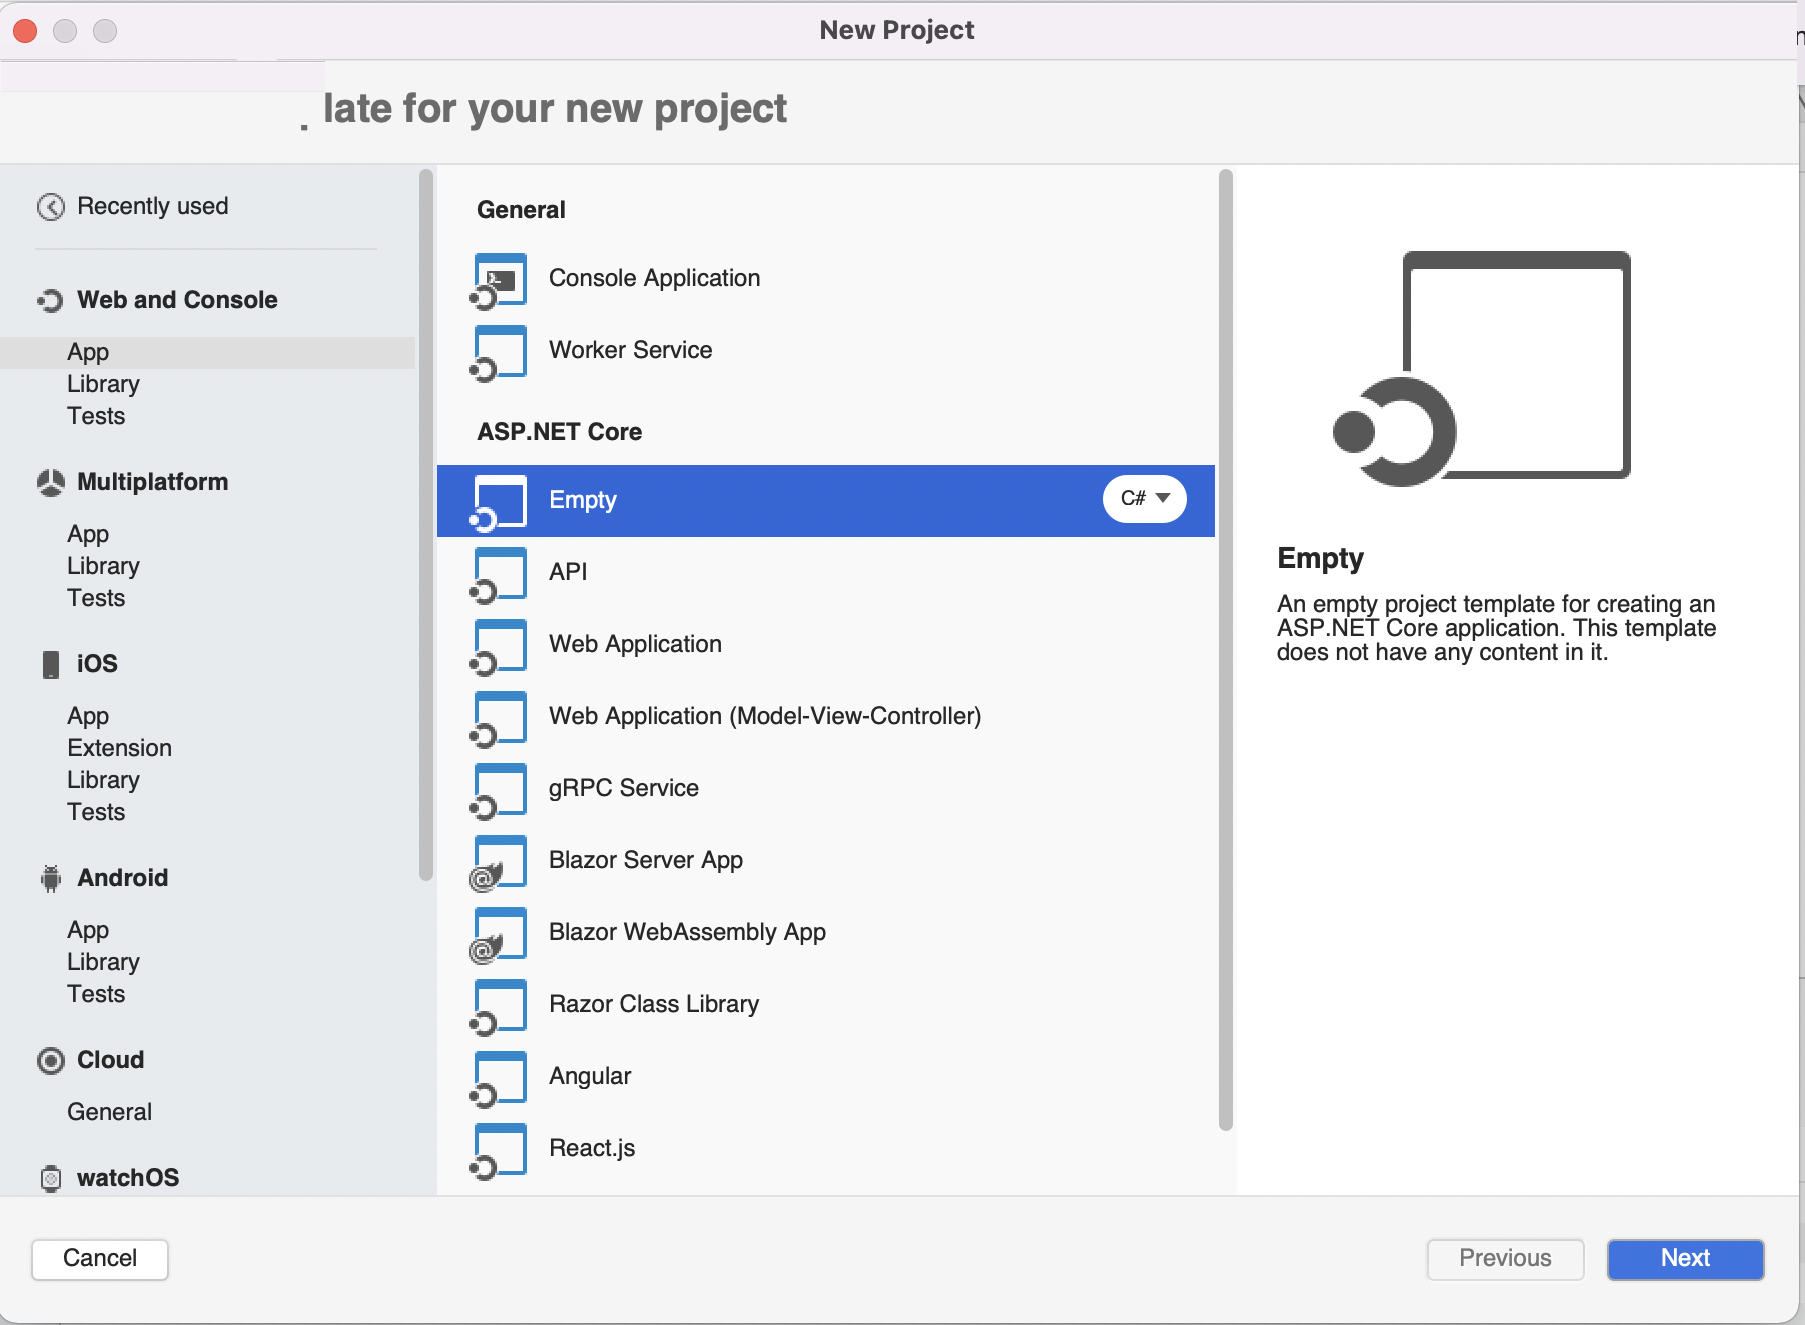 New Project
late for your new project
Recently used
Web and Console
App
Library
Tests
Multiplatform
App
Library
Tests
iOS
App
Extension
Library
Tests
Android
App
Library
Tests
Cloud
General
watchOS
General
Console Application
Worker Service
ASP.NET Core
Empty
C#
API
Web Application
Web Application (Model-View-Controller)
gRPC Service
Blazor Server App
Blazor WebAssembly App
Razor Class Library
Angular
React.js
Empty
An empty project template for creating an
ASP.NET Core application. This template
does not have any content in it.
Cancel
Previous
Next